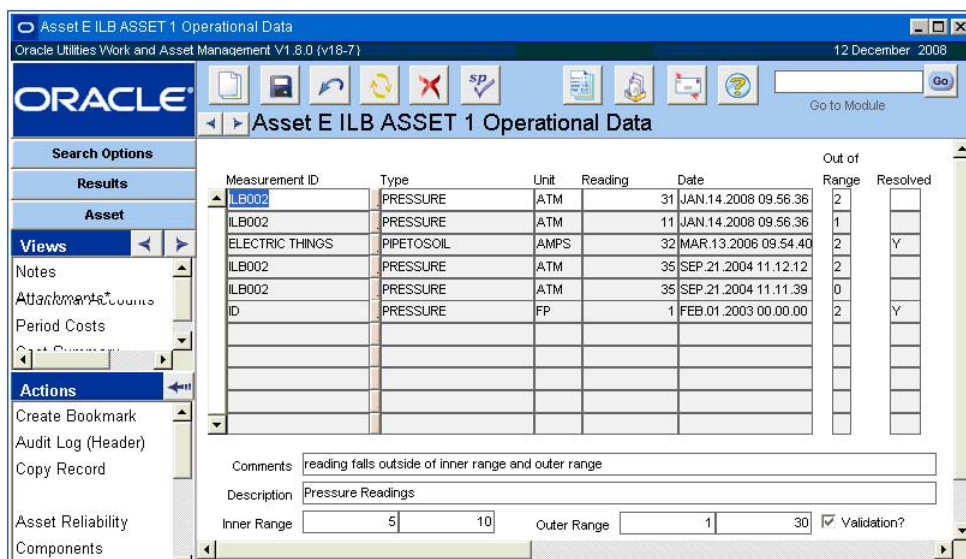 Asset E ILB ASSET 1 Operational Data
Oracle Utilities Work and Asset Management V1.8.0 {v18-7} 12 December 2008
ORACLE
sp
Go
Go to Module
Asset E ILB ASSET 1 Operational Data
Search Options
Results
Asset
Views
Notes
Attachments*
Period Costs
Actions
Create Bookmark
Audit Log (Header)
Copy Record
Asset Reliability
Components
Out of
Measurement ID Type Unit Reading Date Range Resolved
ILB002 PRESSURE ATM 31 JAN.14.2008 09.56.36 2
ILB002 PRESSURE ATM 11 JAN.14.2008 09.56.36 1
ELECTRIC THINGS PIPETOSOIL AMPS 32 MAR.13.2006 09.54.40 2 Y
ILB002 PRESSURE ATM 35 SEP.21.2004 11.12.12 2
ILB002 PRESSURE ATM 35 SEP.21.2004 11.11.39 0
ID PRESSURE FP 1 FEB.01.2003 00.00.00 2 Y
Comments reading falls outside of inner range and outer range
Description Pressure Readings
Inner Range 5 10 Outer Range 1 30 Validation?